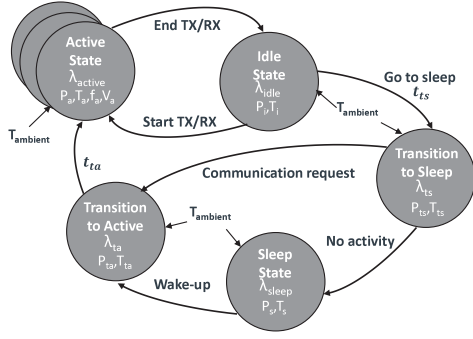 End TX/RX
Active
State
λactive
Pa,Ta,fa,Va
Idle
State
λidle
Pi,Ti
Go to sleep
tts
Start TX/RX
Tambient
Tambient
tta
Communication request
Transition
to Sleep
λts
Pts,Tts
Transition
to Active
λta
Pta,Tta
Tambient
No activity
Sleep
State
λsleep
Ps,Ts
Wake-up